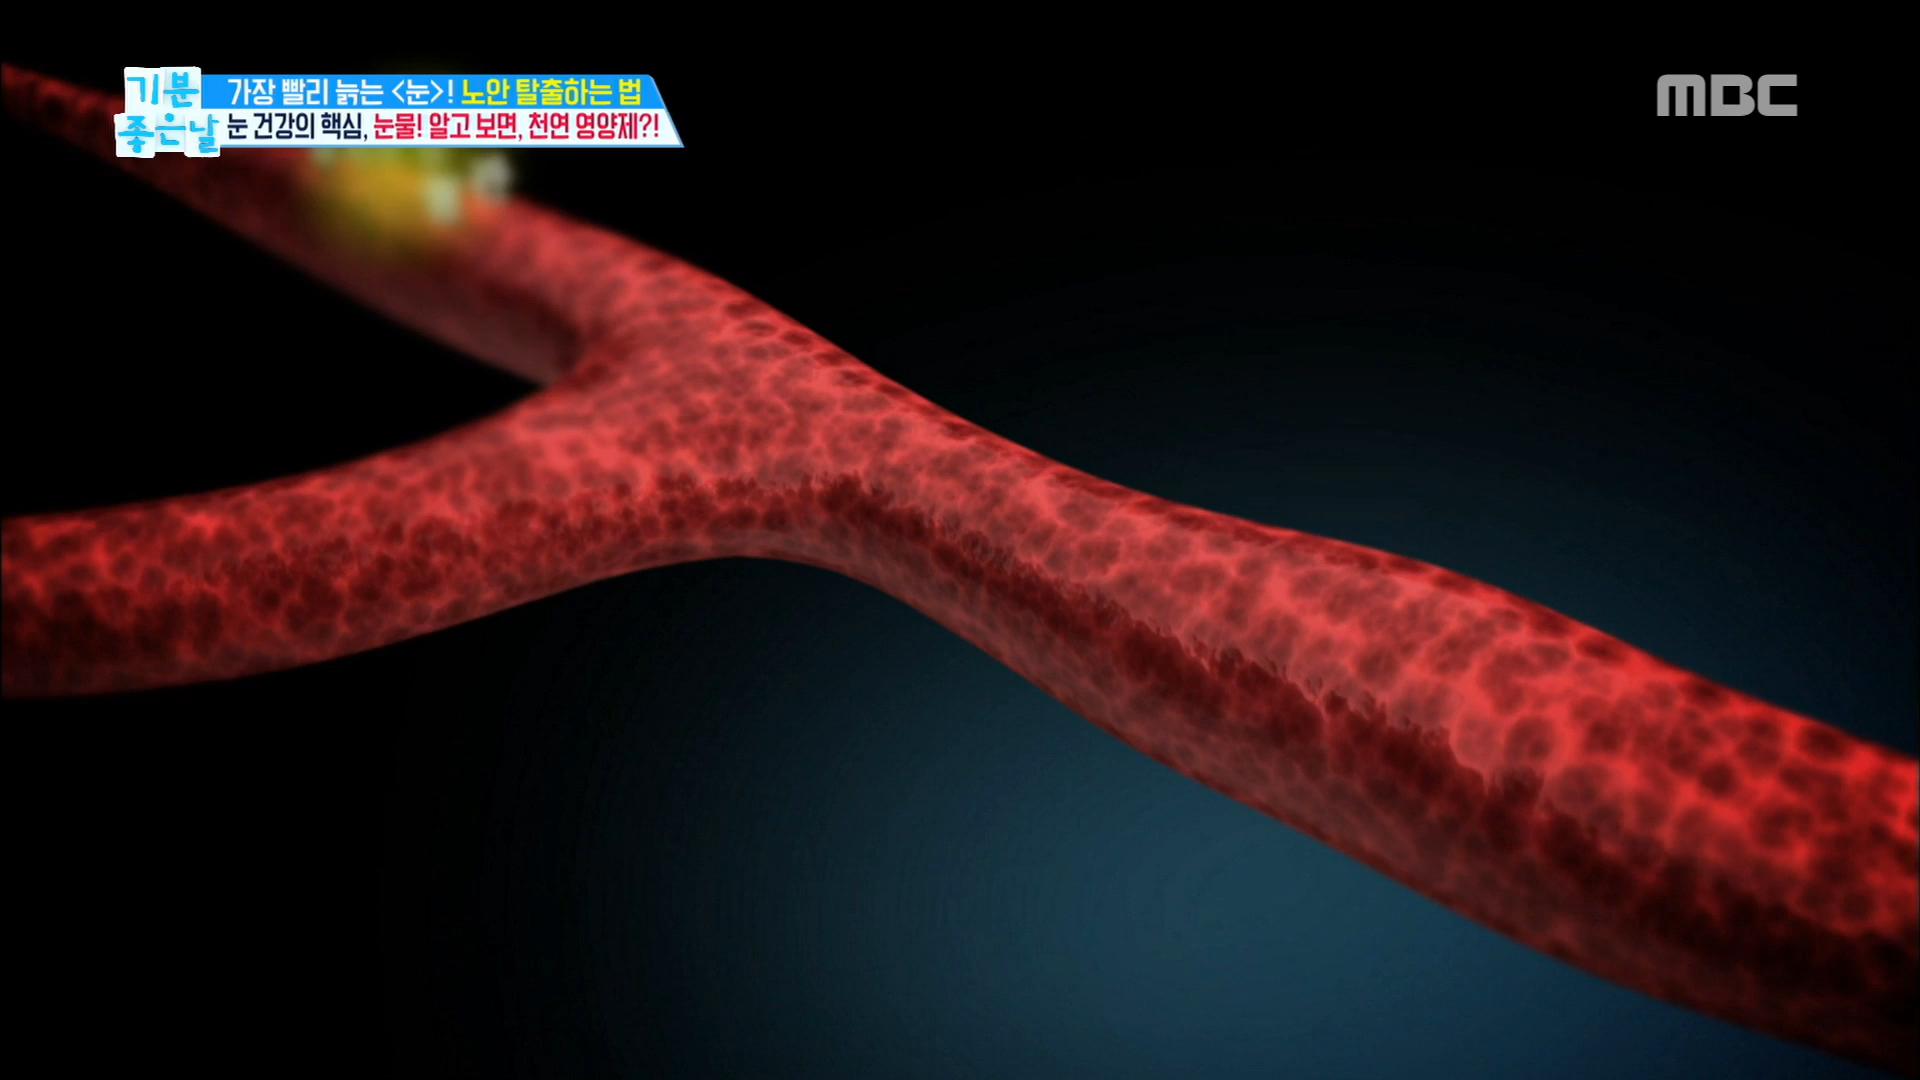 기분 좋은날
가장 빨리 늙는 <눈>! 노안 탈출하는 법
눈 건강의 핵심, 눈물! 알고 보면, 천연 영양제?!
MBC